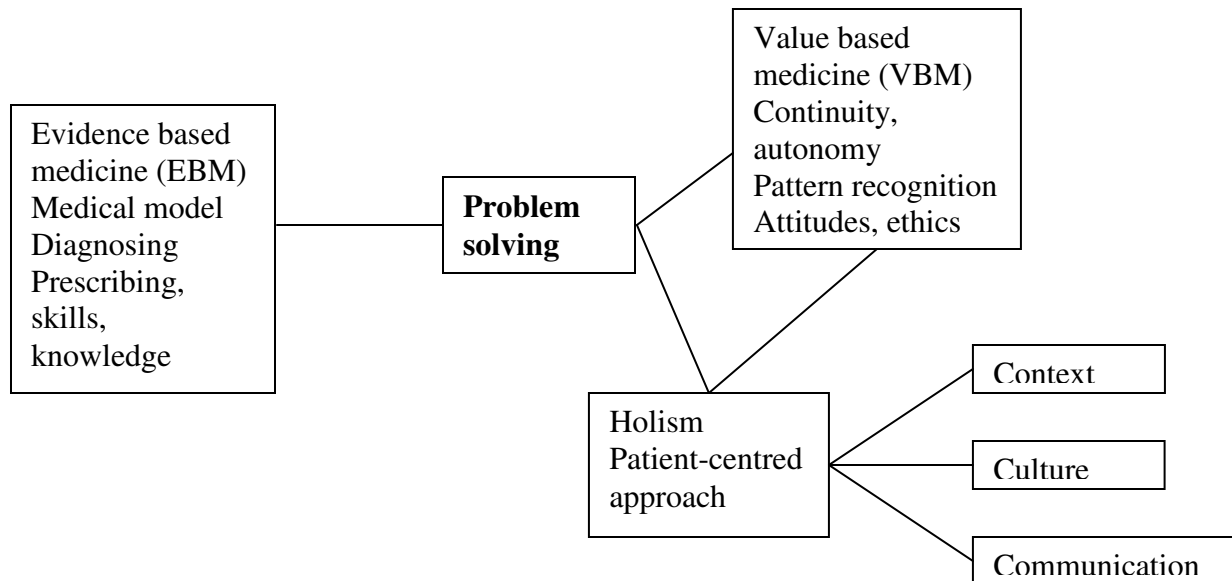 Evidence based
medicine (EBM)
Medical model
Diagnosing
Prescribing,
skills,
knowledge
Problem
solving
Value based
medicine (VBM)
Continuity,
autonomy
Pattern recognition
Attitudes, ethics
Holism
Patient-centred
approach
Context
Culture
Communication